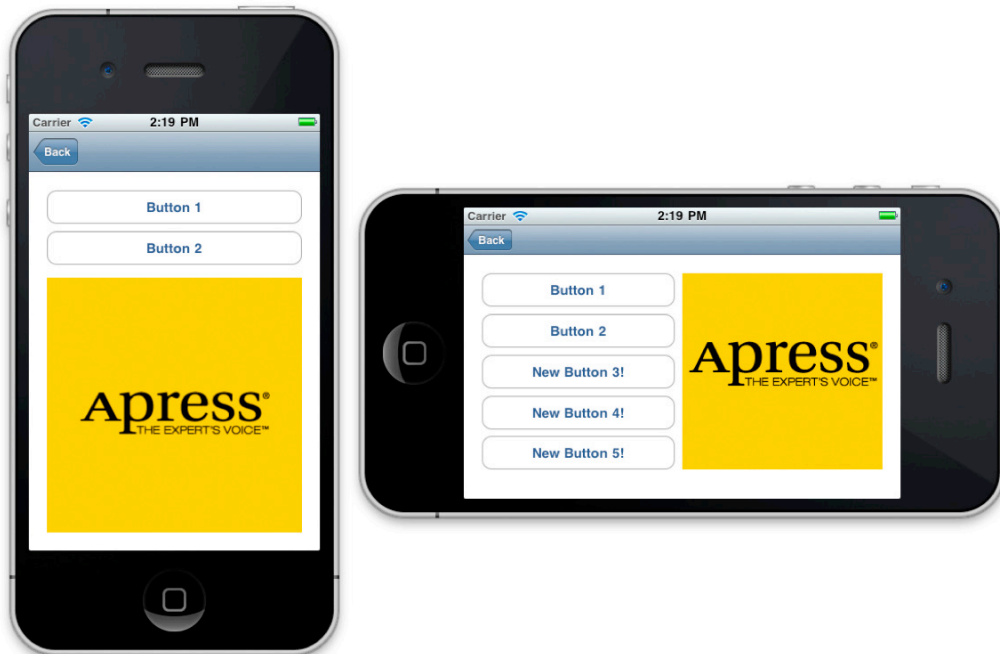 Carrier 2:19 PM
Back
Button 1
Button 2
Apress®
THE EXPERT'S VOICE™
Carrier 2:19 PM
Back
Button 1
Button 2
New Button 3!
New Button 4!
New Button 5!
Apress®
THE EXPERT'S VOICE™